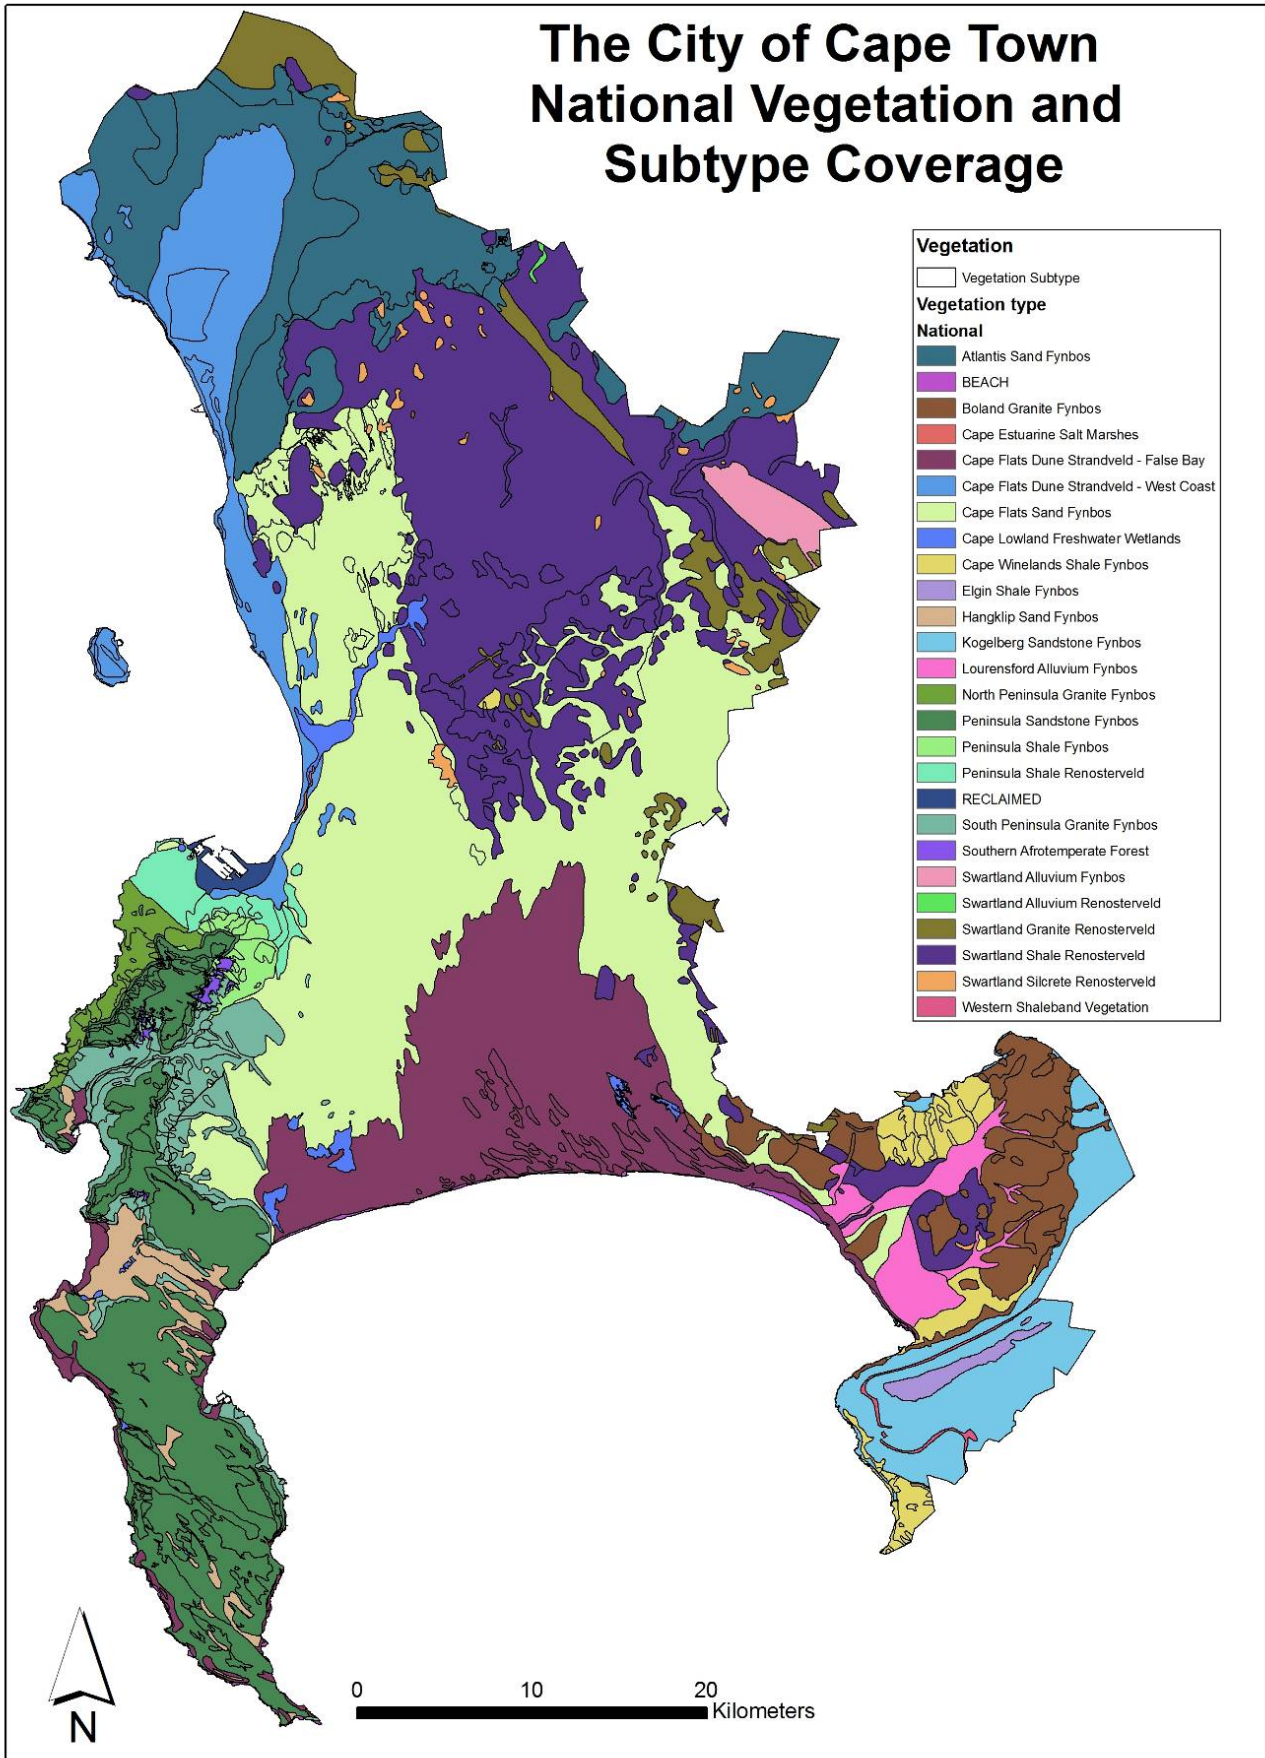 The City of Cape Town
National Vegetation and
Subtype Coverage
Vegetation
Vegetation Subtype
Vegetation type
National
Atlantis Sand Fynbos
BEACH
Boland Granite Fynbos
Cape Estuarine Salt Marshes
Cape Flats Dune Strandveld - False Bay
Cape Flats Dune Strandveld - West Coast
Cape Flats Sand Fynbos
Cape Lowland Freshwater Wetlands
Cape Winelands Shale Fynbos
Elgin Shale Fynbos
Hangklip Sand Fynbos
Kogelberg Sandstone Fynbos
Lourensford Alluvium Fynbos
North Peninsula Granite Fynbos
Peninsula Sandstone Fynbos
Peninsula Shale Fynbos
Peninsula Shale Renosterveld
RECLAIMED
South Peninsula Granite Fynbos
Southern Afrotemperate Forest
Swartland Alluvium Fynbos
Swartland Alluvium Renosterveld
Swartland Granite Renosterveld
Swartland Shale Renosterveld
Swartland Silcrete Renosterveld
Western Shaleband Vegetation
0 10 20
Kilometers
N